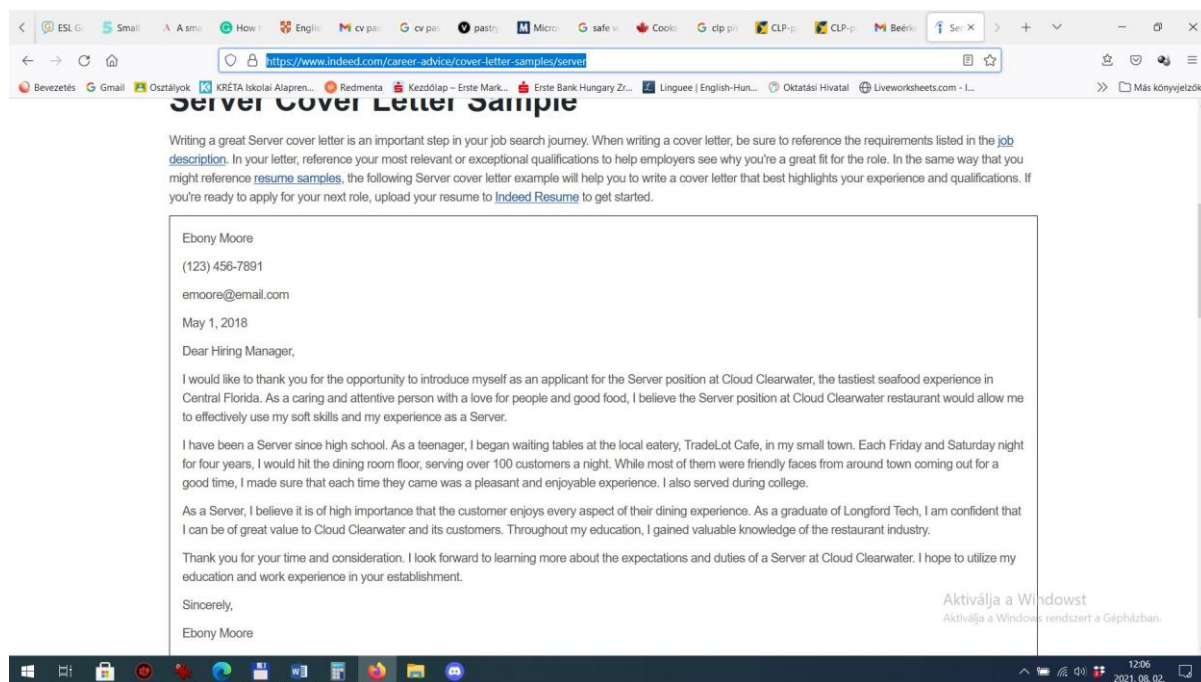 ESL G
Small
A sma
How t
Englis
cv pas
cv pas
pastry
Micro
safe w
Cooki
clp pi
CLP-p
CLP-p
Beérke
Ser
https://www.indeed.com/career-advice/cover-letter-samples/server
Bevezetés Gmail Osztályok KRÉTA Iskolai Alapren... Redmenta Kezdőlap – Erste Mark... Erste Bank Hungary Zr... Linguee | English-Hun... Oktatási Hivatal Liveworksheets.com - I... Más könyvjelzők
Server Cover Letter Sample
Writing a great Server cover letter is an important step in your job search journey. When writing a cover letter, be sure to reference the requirements listed in the job
description. In your letter, reference your most relevant or exceptional qualifications to help employers see why you're a great fit for the role. In the same way that you
might reference resume samples, the following Server cover letter example will help you to write a cover letter that best highlights your experience and qualifications. If
you're ready to apply for your next role, upload your resume to Indeed Resume to get started.
Ebony Moore
(123) 456-7891
emoore@email.com
May 1, 2018
Dear Hiring Manager,
I would like to thank you for the opportunity to introduce myself as an applicant for the Server position at Cloud Clearwater, the tastiest seafood experience in
Central Florida. As a caring and attentive person with a love for people and good food, I believe the Server position at Cloud Clearwater restaurant would allow me
to effectively use my soft skills and my experience as a Server.
I have been a Server since high school. As a teenager, I began waiting tables at the local eatery, TradeLot Cafe, in my small town. Each Friday and Saturday night
for four years, I would hit the dining room floor, serving over 100 customers a night. While most of them were friendly faces from around town coming out for a
good time, I made sure that each time they came was a pleasant and enjoyable experience. I also served during college.
As a Server, I believe it is of high importance that the customer enjoys every aspect of their dining experience. As a graduate of Longford Tech, I am confident that
I can be of great value to Cloud Clearwater and its customers. Throughout my education, I gained valuable knowledge of the restaurant industry.
Thank you for your time and consideration. I look forward to learning more about the expectations and duties of a Server at Cloud Clearwater. I hope to utilize my
education and work experience in your establishment.
Sincerely,
Ebony Moore
Aktiválja a Windowst
Aktiválja a Windows rendszert a Gépházban.
12:06
2021. 08. 02.